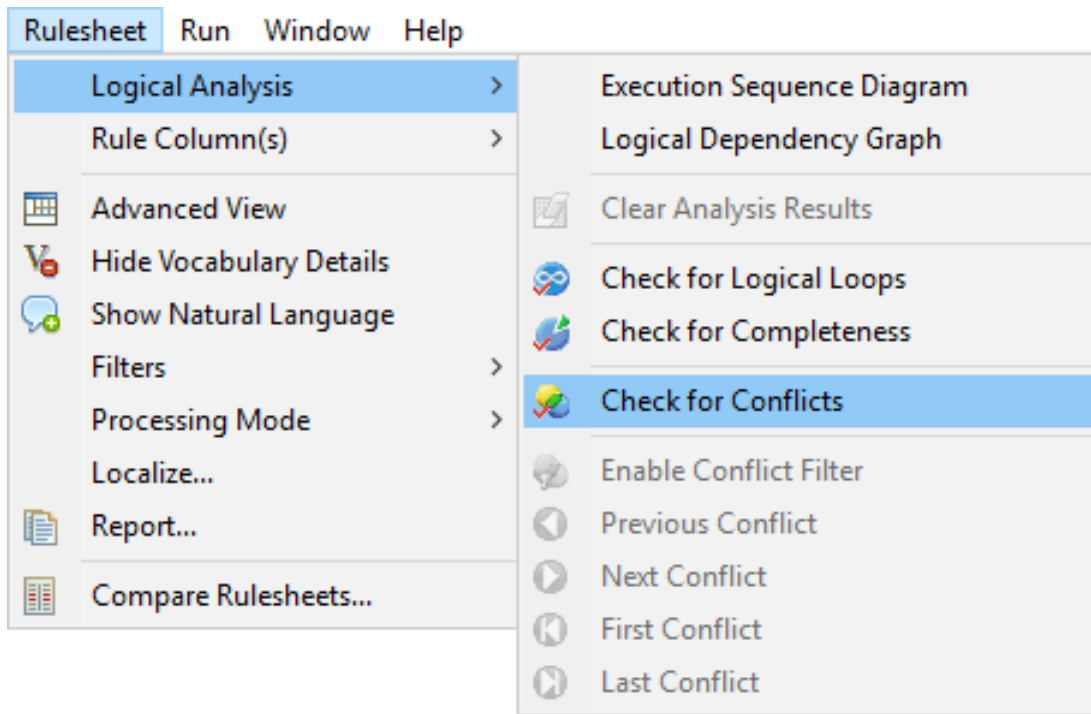 Rulesheet Run Window Help
Logical Analysis
Rule Column(s)
Advanced View
Hide Vocabulary Details
Show Natural Language
Filters
Processing Mode
Localize...
Report...
Compare Rulesheets...
Execution Sequence Diagram
Logical Dependency Graph
Clear Analysis Results
Check for Logical Loops
Check for Completeness
Check for Conflicts
Enable Conflict Filter
Previous Conflict
Next Conflict
First Conflict
Last Conflict